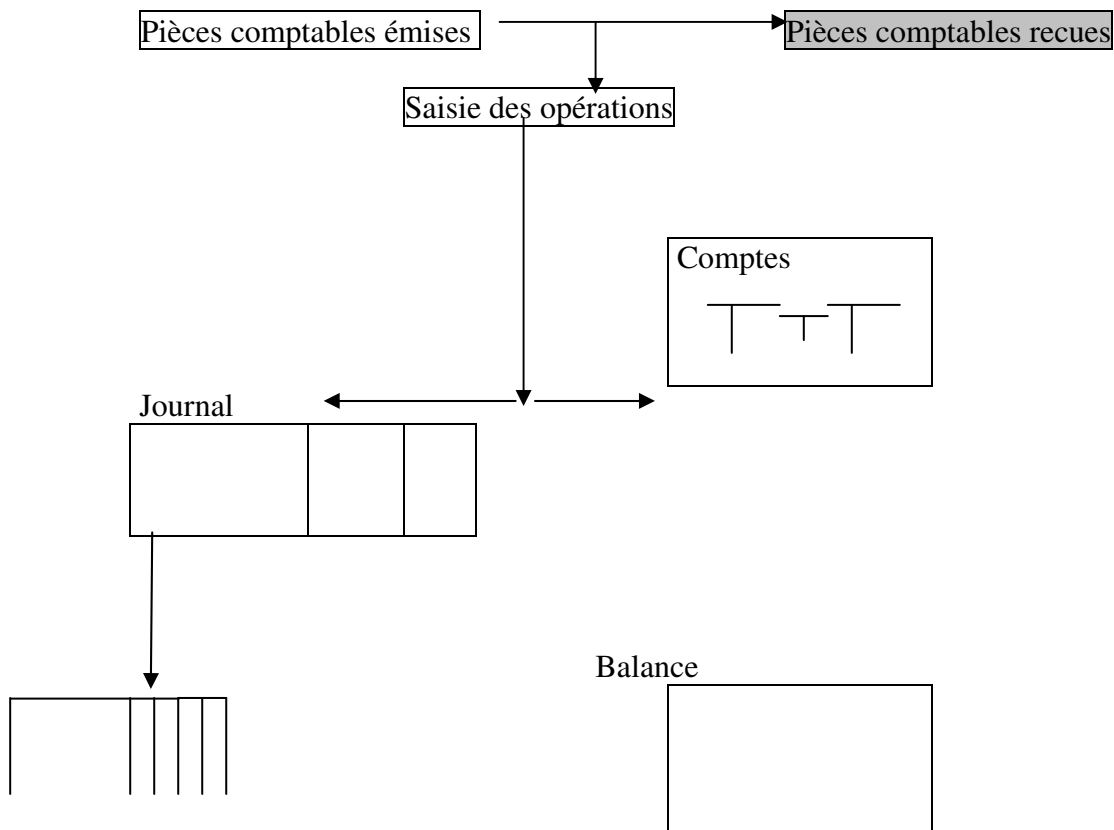 Pièces comptables émises
Pièces comptables recues
Saisie des opérations
Comptes
Journal
Balance